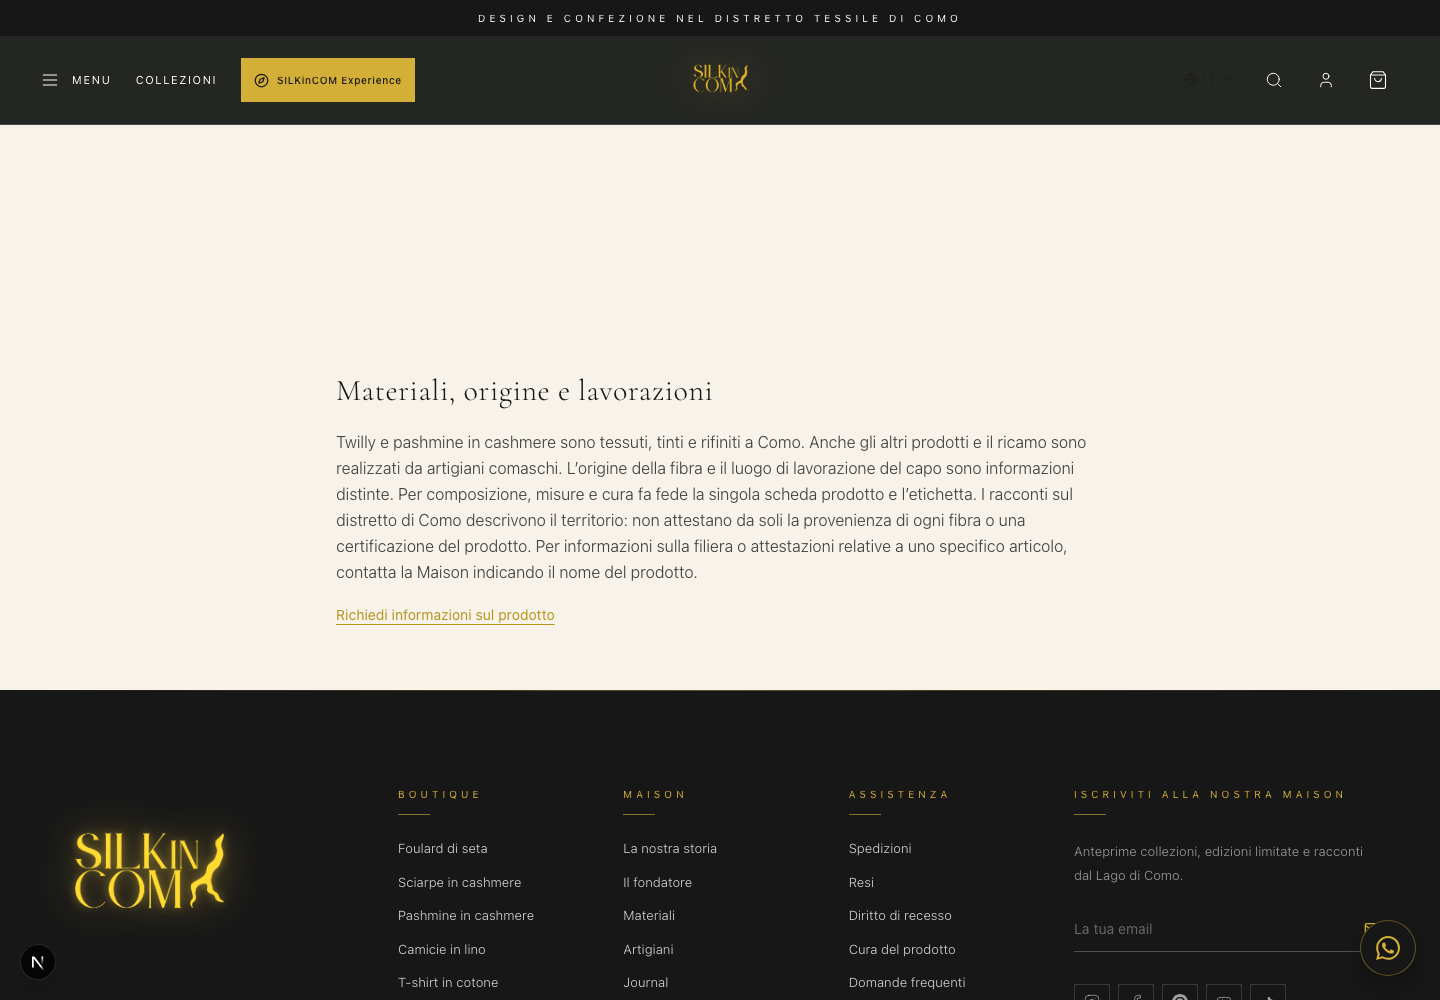 DESIGN E CONFEZIONE NEL DISTRETTO TESSILE DI COMO
MENU
COLLEZIONI
SILKinCOM Experience
SILKIN
COM
IT
Materiali, origine e lavorazioni
Twilly e pashmine in cashmere sono tessuti, tinti e rifiniti a Como. Anche gli altri prodotti e il ricamo sono
realizzati da artigiani comaschi. L’origine della fibra e il luogo di lavorazione del capo sono informazioni
distinte. Per composizione, misure e cura fa fede la singola scheda prodotto e l’etichetta. I racconti sul
distretto di Como descrivono il territorio: non attestano da soli la provenienza di ogni fibra o una
certificazione del prodotto. Per informazioni sulla filiera o attestazioni relative a uno specifico articolo,
contatta la Maison indicando il nome del prodotto.
Richiedi informazioni sul prodotto
SILKIN
COM
BOUTIQUE
Foulard di seta
Sciarpe in cashmere
Pashmine in cashmere
Camicie in lino
T-shirt in cotone
MAISON
La nostra storia
Il fondatore
Materiali
Artigiani
Journal
ASSISTENZA
Spedizioni
Resi
Diritto di recesso
Cura del prodotto
Domande frequenti
ISCRIVITI ALLA NOSTRA MAISON
Anteprime collezioni, edizioni limitate e racconti
dal Lago di Como.
La tua email
N